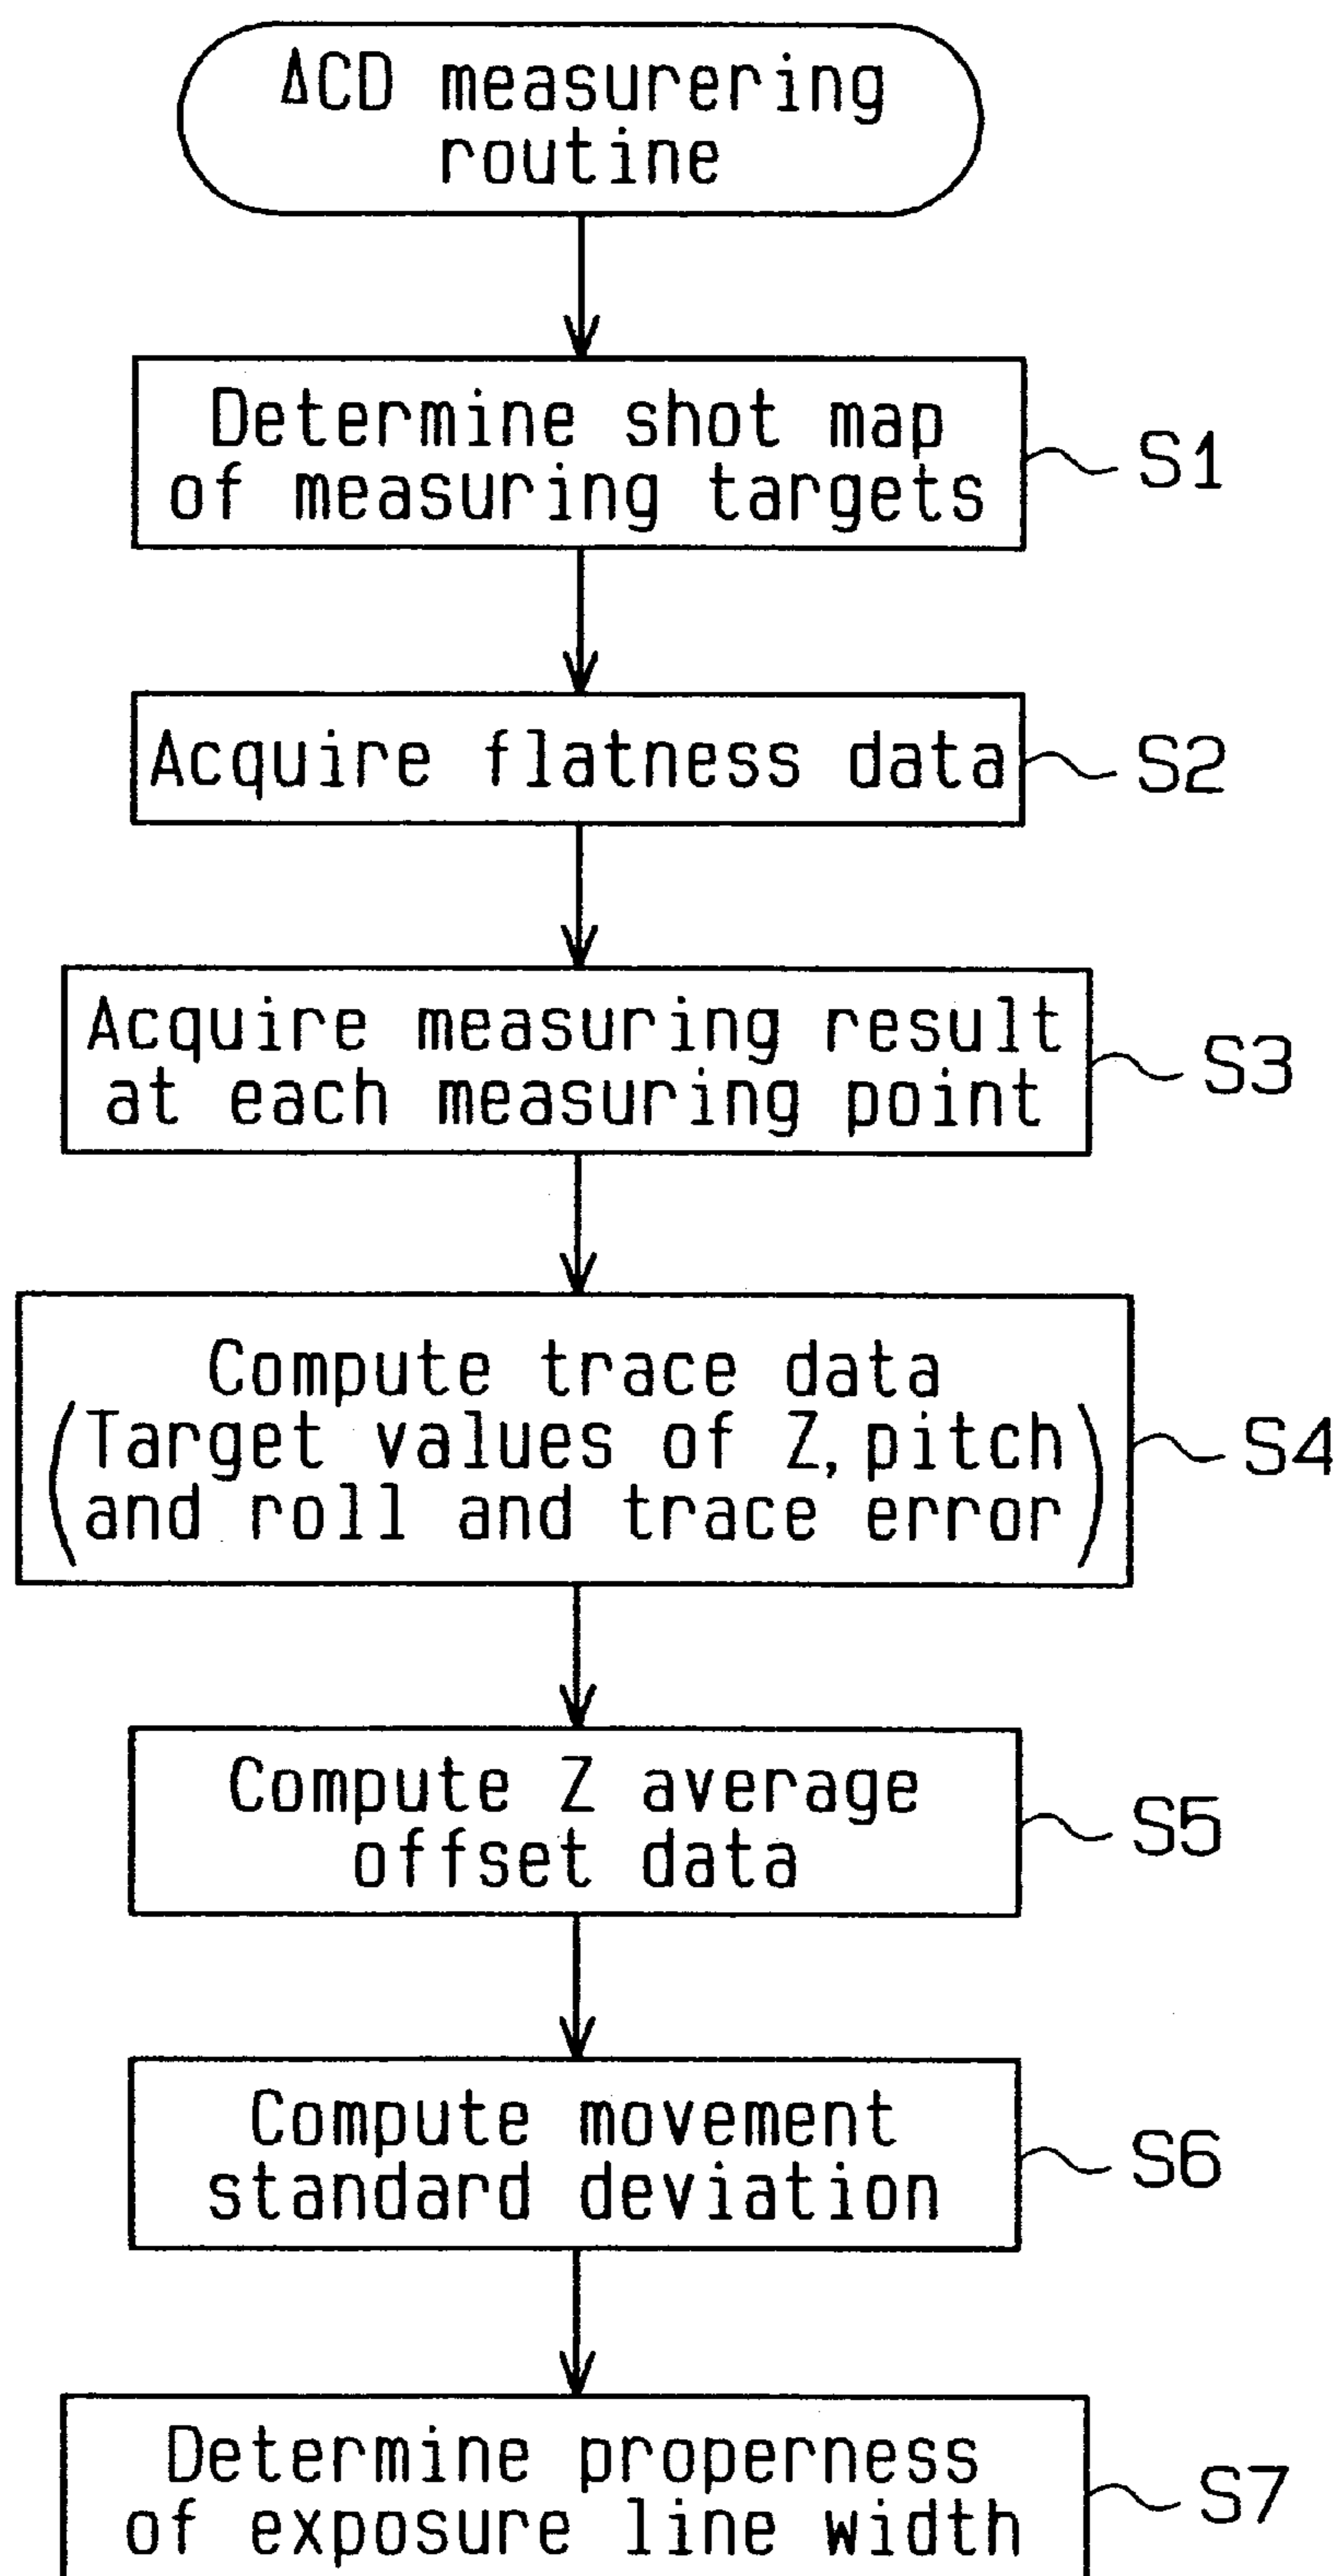 ΔCD measurering
routine
Determine shot map
of measuring targets
S1
Acquire flatness data
S2
Acquire measuring result
at each measuring point
S3
Compute trace data
(Target values of Z, pitch
and roll and trace error)
S4
Compute Z average
offset data
S5
Compute movement
standard deviation
S6
Determine properness
of exposure line width
S7